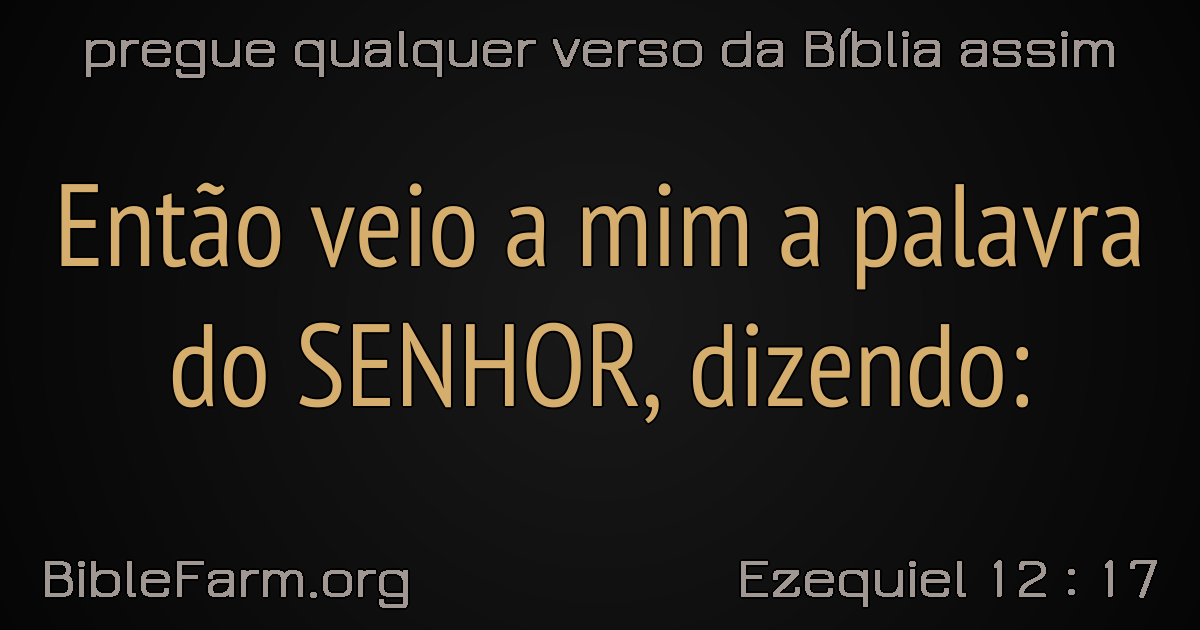 pregue qualquer verso da Bíblia assim
Então veio a mim a palavra
do SENHOR, dizendo:
BibleFarm.org
Ezequiel 12 : 17